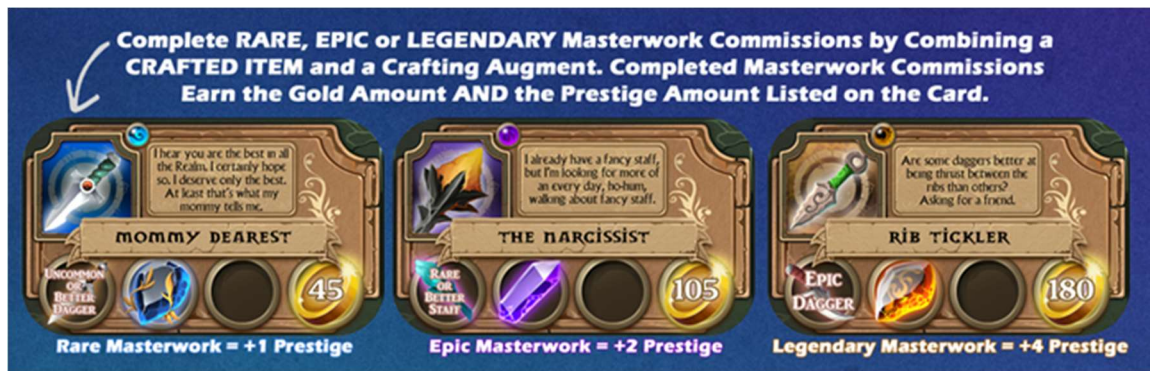 Complete RARE, EPIC or LEGENDARY Masterwork Commissions by Combining a
CRAFTED ITEM and a Crafting Augment. Completed Masterwork Commissions
Earn the Gold Amount AND the Prestige Amount Listed on the Card.
I hear you are the best in all
the Realm. I certainly hope
so. I deserve only the best.
At least that's what my
mommy tells me.
MOMMY DEAREST
UNCOMMON
OR
BETTER
DAGGER
45
Rare Masterwork = +1 Prestige
I already have a fancy staff,
but I'm looking for more of
an every day, ho-hum,
walking about fancy staff.
THE NARCISSIST
RARE
OR
BETTER
STAFF
105
Epic Masterwork = +2 Prestige
Are some daggers better at
being thrust between the
ribs than others?
Asking for a friend.
RIB TICKLER
EPIC
DAGGER
180
Legendary Masterwork = +4 Prestige